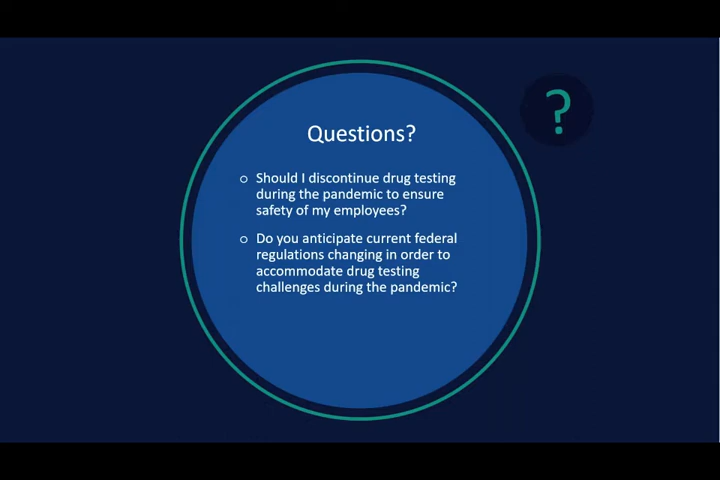 ?
Questions?
○ Should I discontinue drug testing
during the pandemic to ensure
safety of my employees?
○ Do you anticipate current federal
regulations changing in order to
accommodate drug testing
challenges during the pandemic?